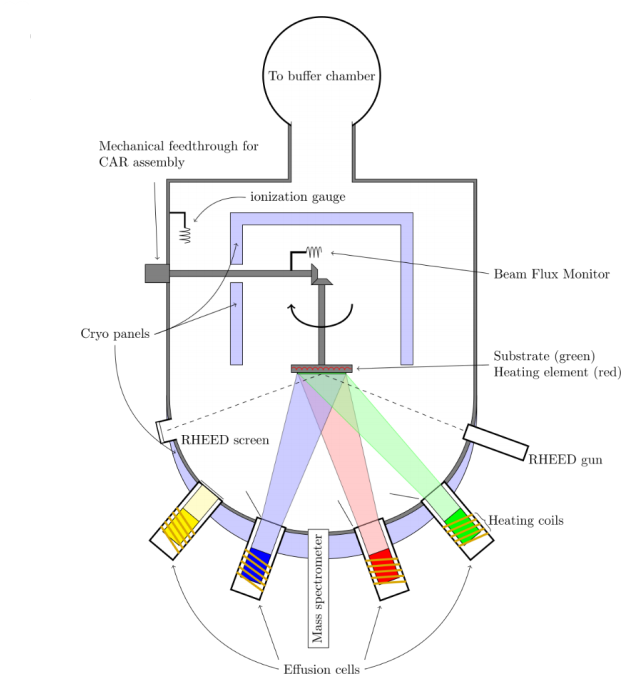 To buffer chamber
Mechanical feedthrough for
CAR assembly
ionization gauge
Beam Flux Monitor
Cryo panels
Substrate (green)
Heating element (red)
RHEED screen
RHEED gun
Heating coils
Mass spectrometer
Effusion cells